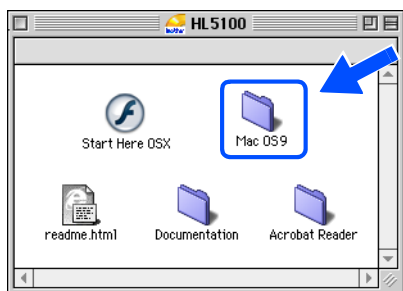 HL5100
Start Here OSX
Mac OS9
readme.html
Documentation
Acrobat Reader